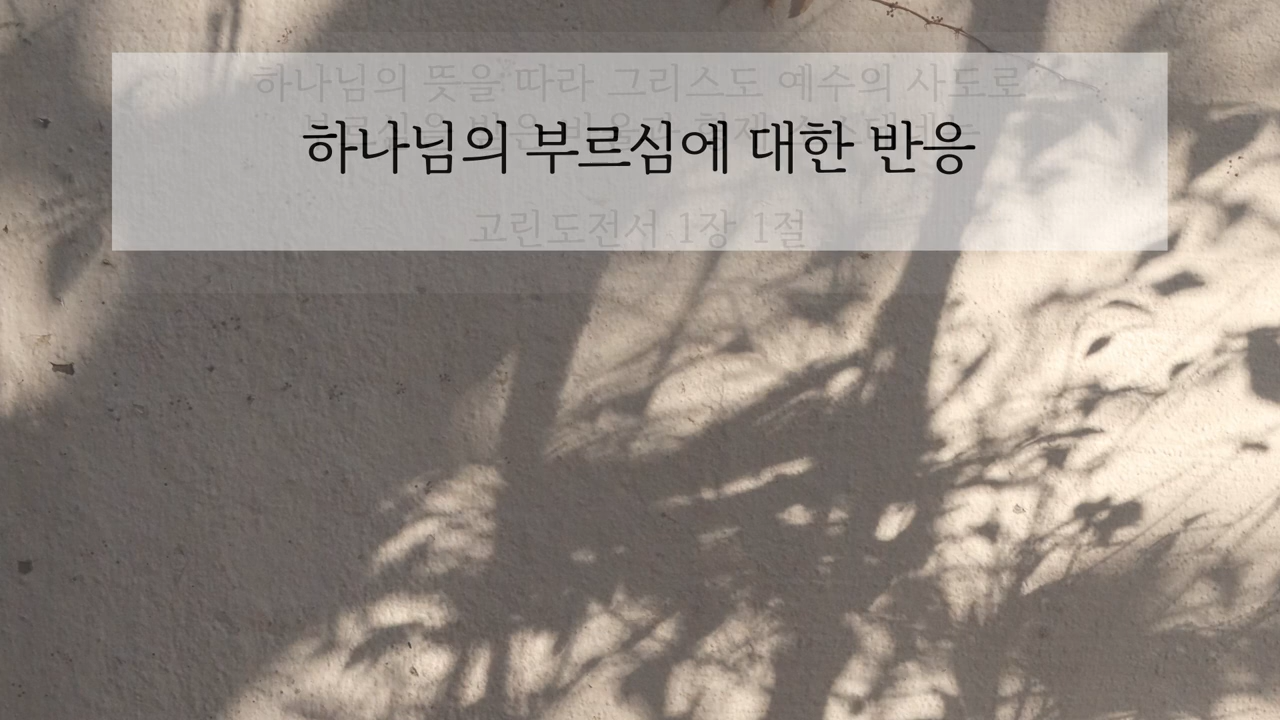 하나님의 뜻을 따라 그리스도 예수의 사도로
하나님의 부르심에 대한 반응
고린도전서 1장 1절